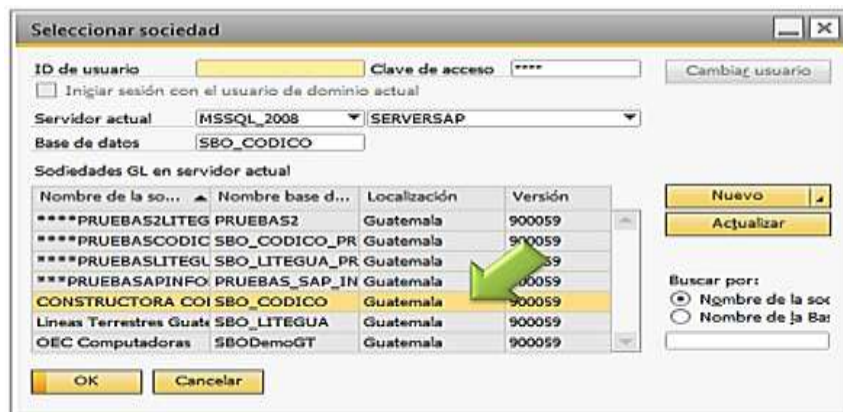 Seleccionar sociedad
ID de usuario Clave de acceso **** Cambiar usuario
Iniciar sesión con el usuario de dominio actual
Servidor actual MSSQL_2008 SERVERSAP
Base de datos SBO_CODICO
Sodiedades GL en servidor actual
Nombre de la so... Nombre base d... Localización Versión Nuevo
****PRUEBAS2LITEG PRUEBAS2 Guatemala 900059 Actualizar
****PRUEBASCODIC SBO_CODICO_PR Guatemala 900059
****PRUEBASLITEGL SBO_LITEGUA_PR Guatemala 900059
***PRUEBASAPINFO PRUEBAS_SAP_IN Guatemala 900059 Buscar por:
CONSTRUCTORA COI SBO_CODICO Guatemala 900059 Nombre de la soc
Lineas Terrestres Guate SBO_LITEGUA Guatemala 900059 Nombre de la Bas
OEC Computadoras SBODemoGT Guatemala 900059
OK Cancelar